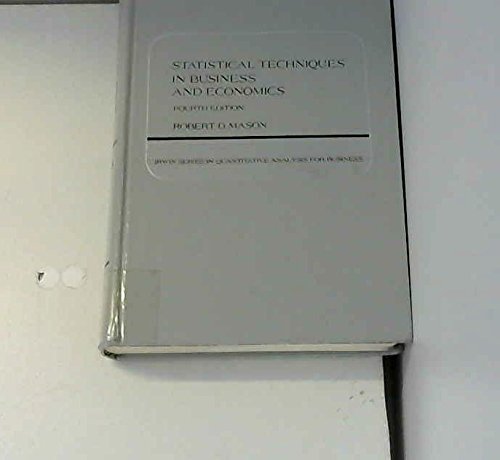 STATISTICAL TECHNIQUES
IN BUSINESS
AND ECONOMICS
FOURTH EDITION
ROBERT D. MASON
IRWIN SERIES IN QUANTITATIVE ANALYSIS FOR BUSINESS